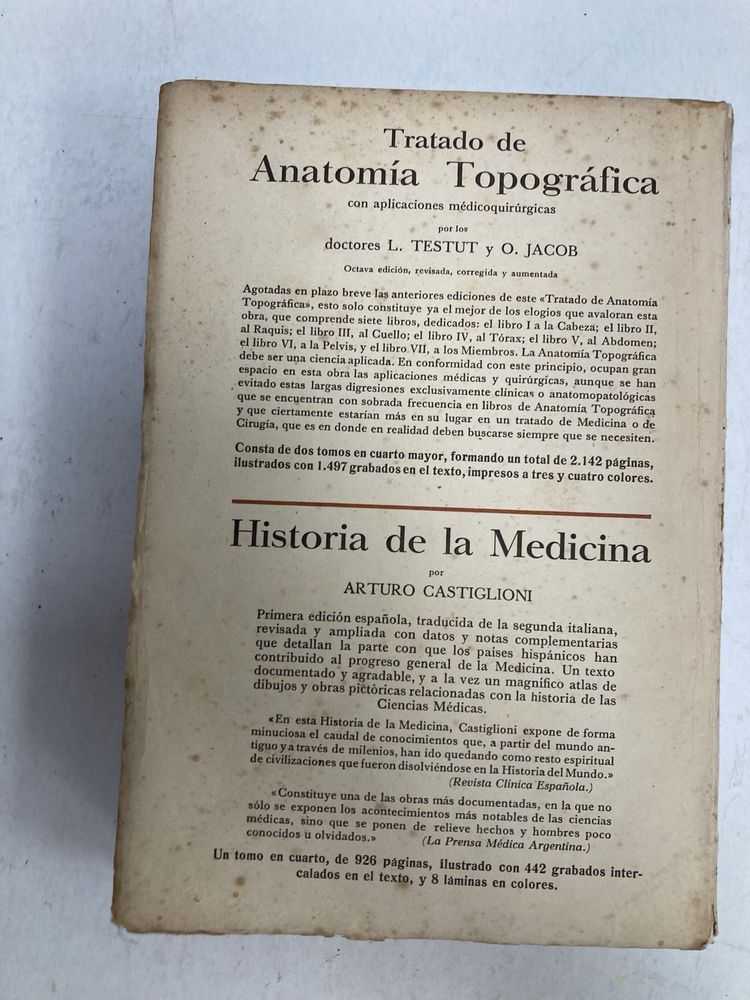 Tratado de
Anatomía Topográfica
con aplicaciones médicoquirúrgicas
por los
doctores L. TESTUT y O. JACOB
Octava edición, revisada, corregida y aumentada
Agotadas en plazo breve las anteriores ediciones de este «Tratado de Anatomía
Topográfica», esto solo constituye ya el mejor de los elogios que avaloran esta
obra, que comprende siete libros, dedicados: el libro I a la Cabeza; el libro II,
al Raquis; el libro III, al Cuello; el libro IV, al Tórax; el libro V, al Abdomen;
el libro VI, a la Pelvis, y el libro VII, a los Miembros. La Anatomía Topográfica
debe ser una ciencia aplicada. En conformidad con este principio, ocupan gran
espacio en esta obra las aplicaciones médicas y quirúrgicas, aunque se han
evitado estas largas digresiones exclusivamente clínicas o anatomopatológicas
que se encuentran con sobrada frecuencia en libros de Anatomía Topográfica
y que ciertamente estarían más en su lugar en un tratado de Medicina o de
Cirugía, que es en donde en realidad deben buscarse siempre que se necesiten.
Consta de dos tomos en cuarto mayor, formando un total de 2.142 páginas,
ilustrados con 1.497 grabados en el texto, impresos a tres y cuatro colores.
Historia de la Medicina
por
ARTURO CASTIGLIONI
Primera edición española, traducida de la segunda italiana,
revisada y ampliada con datos y notas complementarias
que detallan la parte con que los países hispánicos han
contribuído al progreso general de la Medicina. Un texto
documentado y agradable, y a la vez un magnífico atlas de
dibujos y obras pictóricas relacionadas con la historia de las
Ciencias Médicas.
«En esta Historia de la Medicina, Castiglioni expone de forma
minuciosa el caudal de conocimientos que, a partir del mundo an-
tiguo y a través de milenios, han ido quedando como resto espiritual
de civilizaciones que fueron disolviéndose en la Historia del Mundo.»
(Revista Clínica Española.)
«Constituye una de las obras más documentadas, en la que no
sólo se exponen los acontecimientos más notables de las ciencias
médicas, sino que se ponen de relieve hechos y hombres poco
conocidos u olvidados.» (La Prensa Médica Argentina.)
Un tomo en cuarto, de 926 páginas, ilustrado con 442 grabados inter-
calados en el texto, y 8 láminas en colores.